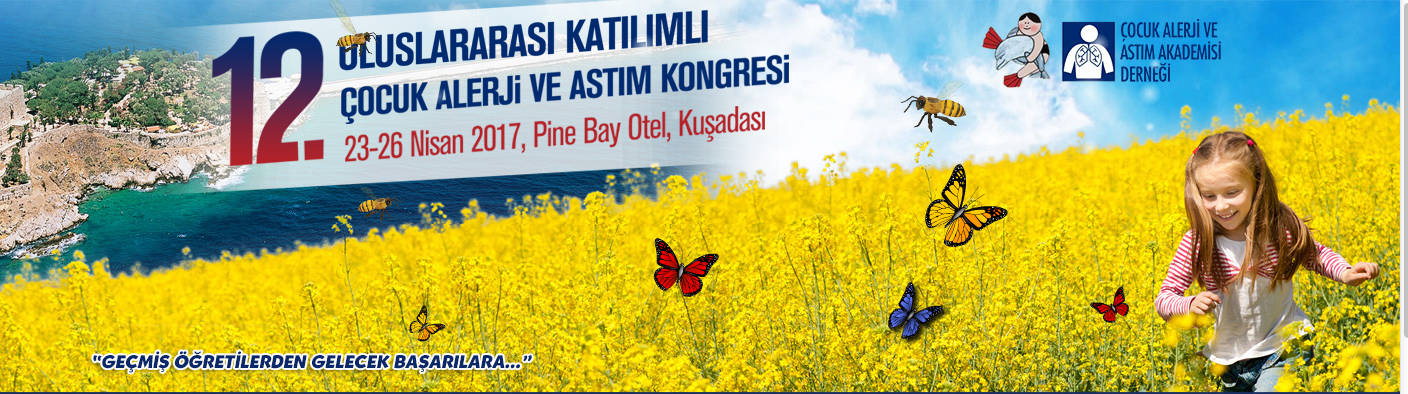 12.
ULUSLARARASI KATILIMLI
ÇOCUK ALERJİ VE ASTIM KONGRESİ
23-26 Nisan 2017, Pine Bay Otel, Kuşadası
ÇOCUK ALERJİ VE
ASTIM AKADEMİSİ
DERNEĞİ
"GEÇMİŞ ÖĞRETİLERDEN GELECEK BAŞARILARA..."